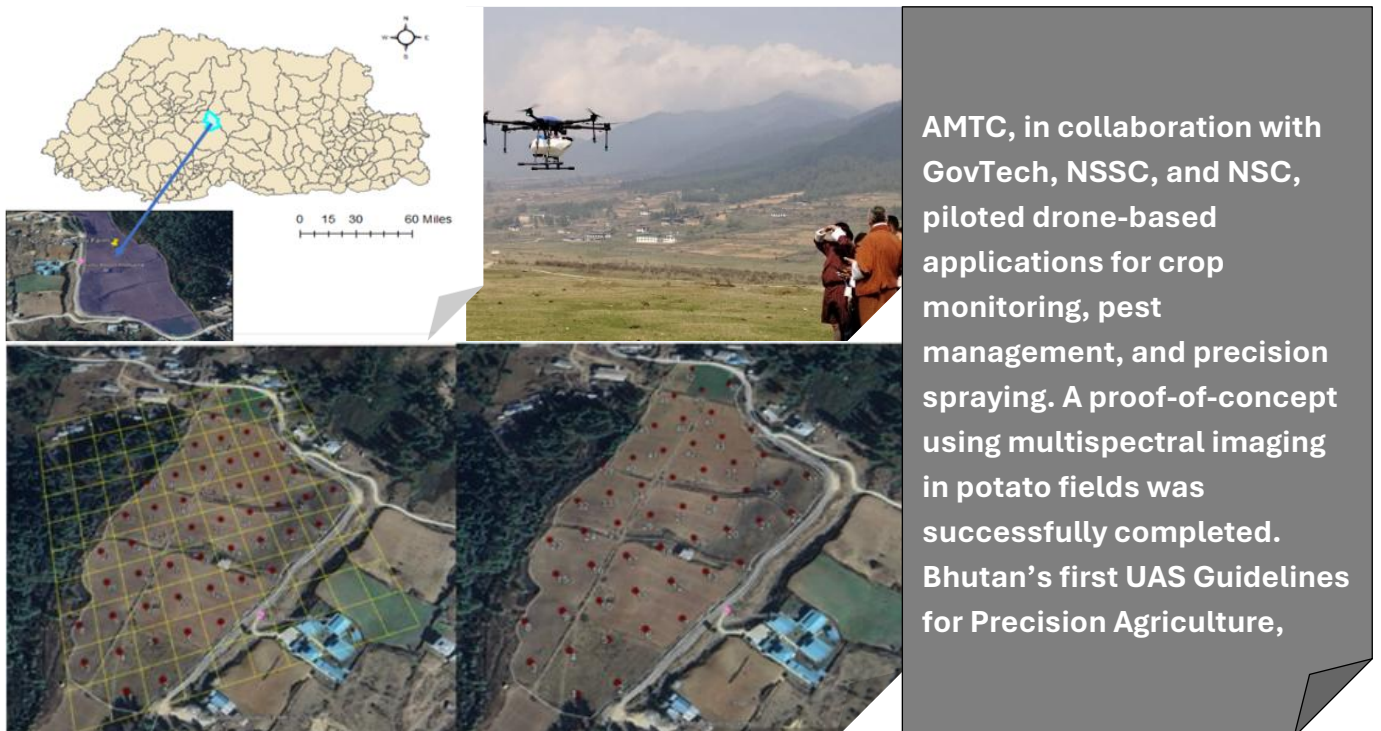 N
W
E
S
0 15 30 60 Miles
AMTC, in collaboration with
GovTech, NSSC, and NSC,
piloted drone-based
applications for crop
monitoring, pest
management, and precision
spraying. A proof-of-concept
using multispectral imaging
in potato fields was
successfully completed.
Bhutan’s first UAS Guidelines
for Precision Agriculture,